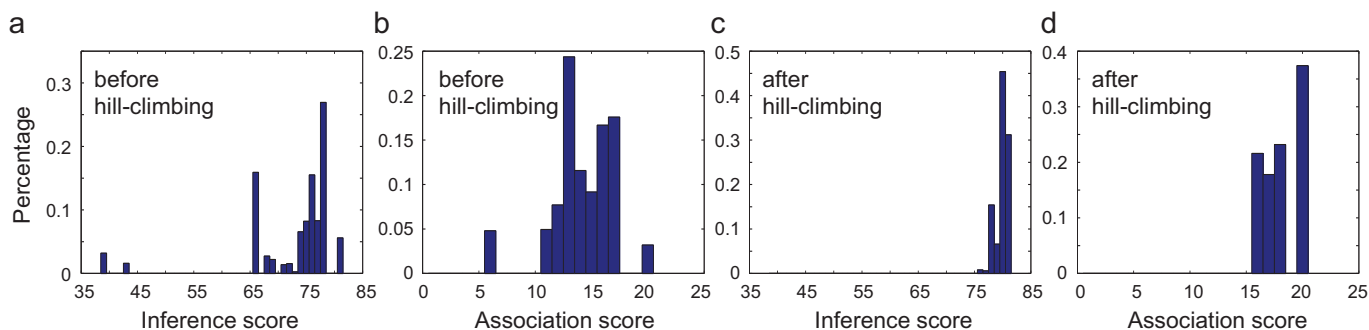 a
before
hill-climbing
Percentage
0.3
0.2
0.1
0
35 45 55 65 75 85
Inference score
b
before
hill-climbing
0.25
0.2
0.15
0.1
0.05
0
0 5 10 15 20 25
Association score
c
after
hill-climbing
0.5
0.4
0.3
0.2
0.1
0
35 45 55 65 75 85
Inference score
d
after
hill-climbing
0.4
0.3
0.2
0.1
0
0 5 10 15 20 25
Association score